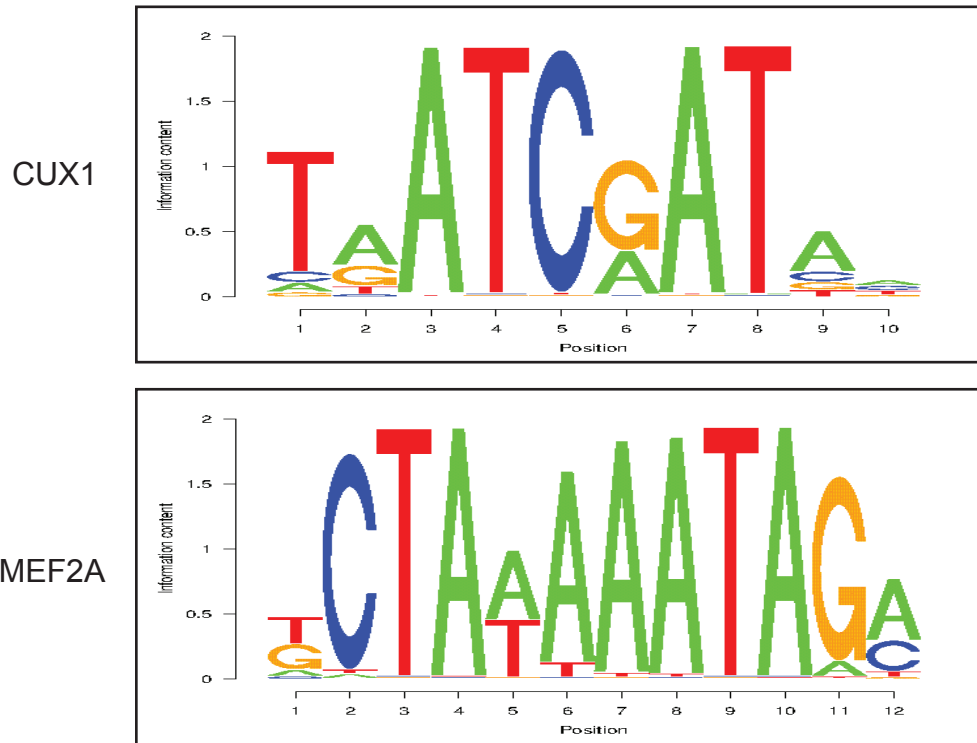 CUX1
Information content
2
1.5
1
0.5
0
T A A T C G A T A A
C G A C C
A T G G
G C T T
1 2 3 4 5 6 7 8 9 10
Position
MEF2A
Information content
2
1.5
1
0.5
0
T C T A A A A A T A G A
G T T A C
1 2 3 4 5 6 7 8 9 10 11 12
Position